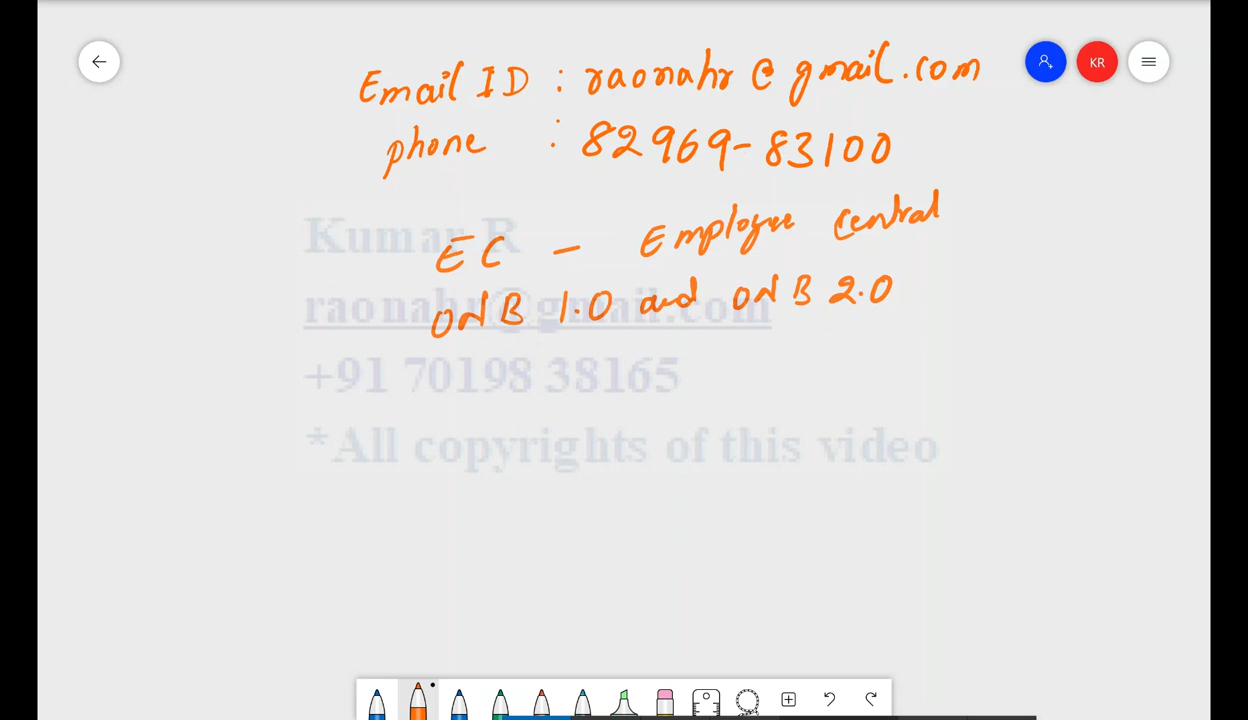 Email ID : raonahr@gmail.com
KR
phone : 82969-83100
Kumar R
EC - Employee central
raonahr@gmail.com
ONB 1.0 and ONB 2.0
+91 70198 38165
*All copyrights of this video